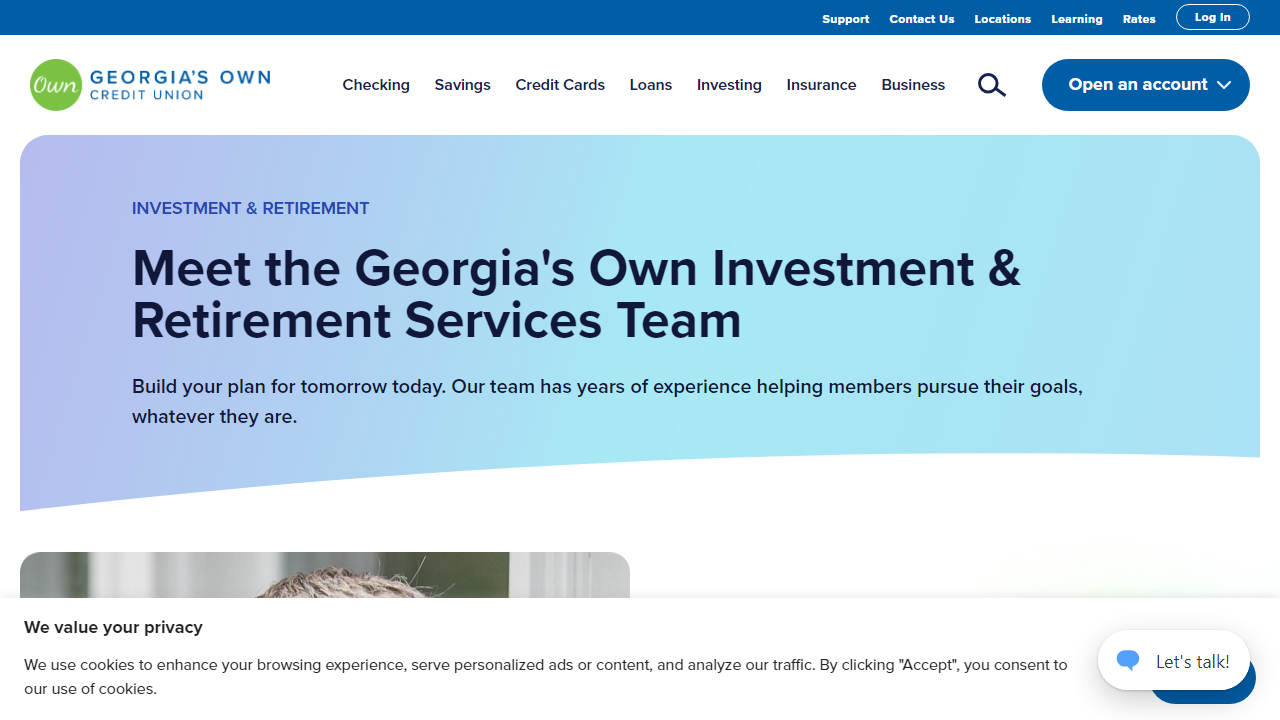 Support Contact Us Locations Learning Rates Log In
Own GEORGIA'S OWN
CREDIT UNION
Checking Savings Credit Cards Loans Investing Insurance Business
Open an account
INVESTMENT & RETIREMENT
Meet the Georgia's Own Investment &
Retirement Services Team
Build your plan for tomorrow today. Our team has years of experience helping members pursue their goals,
whatever they are.
We value your privacy
We use cookies to enhance your browsing experience, serve personalized ads or content, and analyze our traffic. By clicking "Accept", you consent to
our use of cookies.
Let's talk!